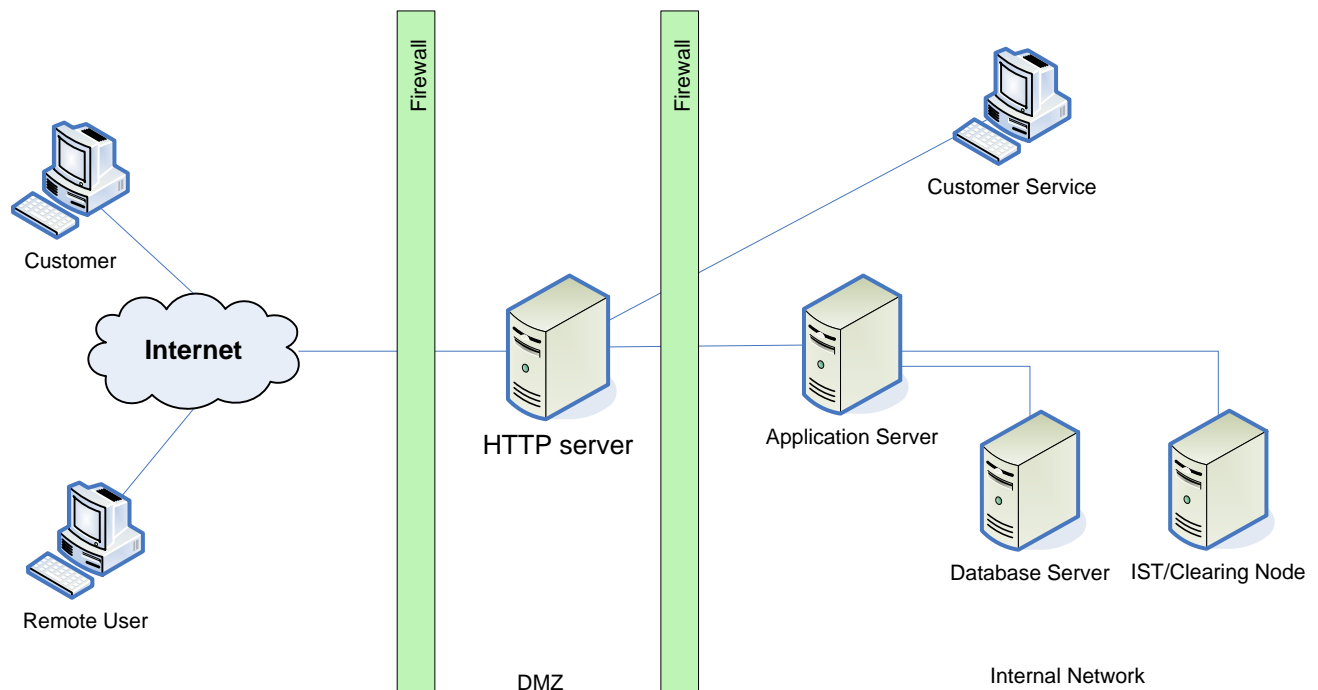 Firewall
Firewall
Customer Service
Customer
Internet
HTTP server
Application Server
Database Server
IST/Clearing Node
Remote User
DMZ
Internal Network